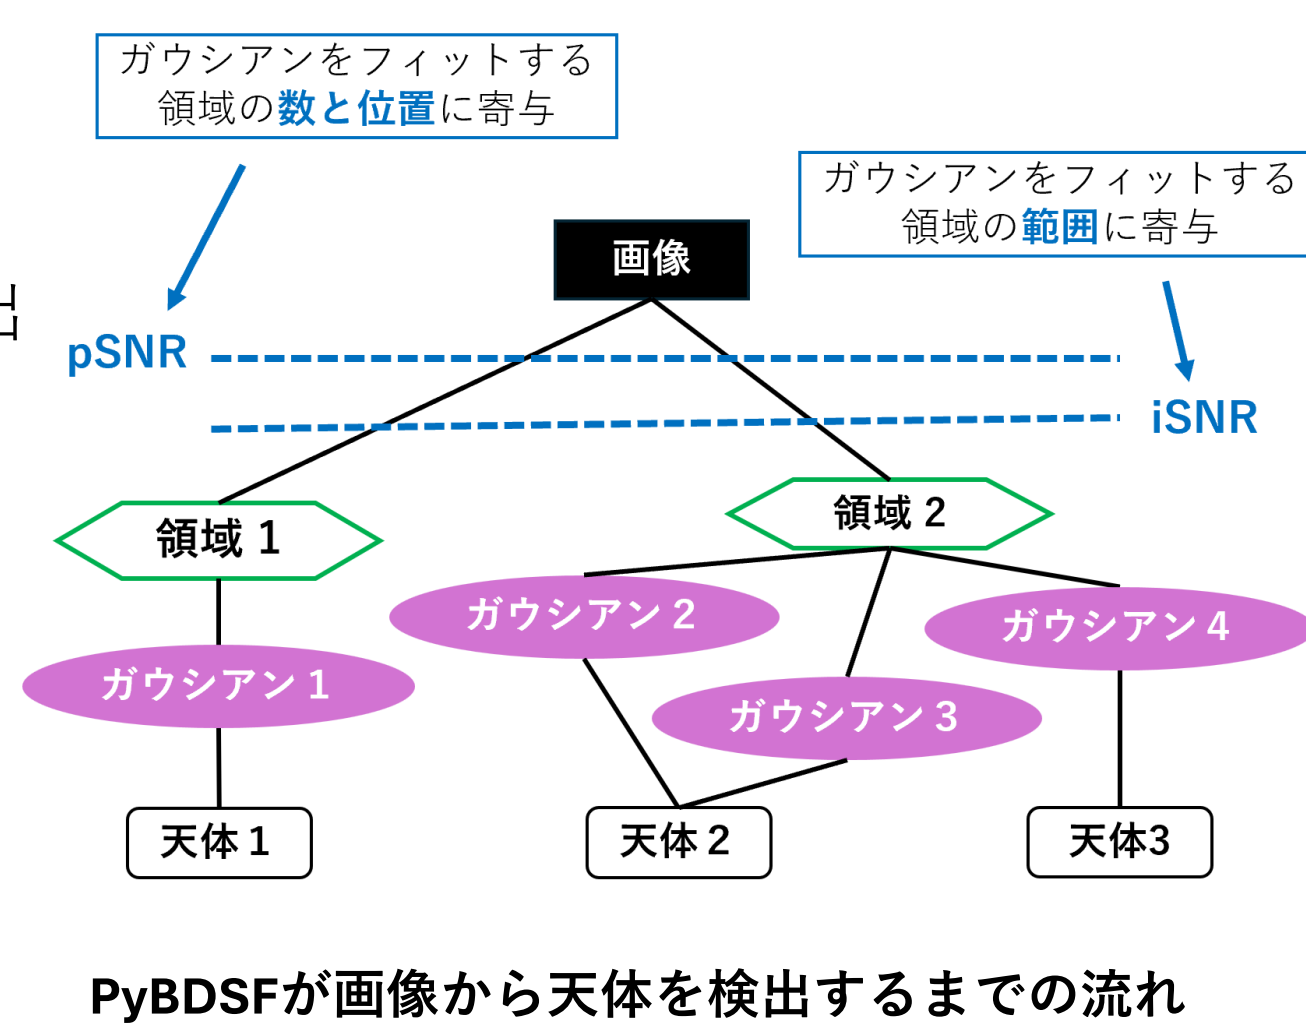 ガウシアンをフィットする
領域の数と位置に寄与
ガウシアンをフィットする
領域の範囲に寄与
画像
pSNR
iSNR
領域 1
領域 2
ガウシアン 2
ガウシアン 4
ガウシアン 1
ガウシアン 3
天体 1
天体 2
天体3
PyBDSFが画像から天体を検出するまでの流れ